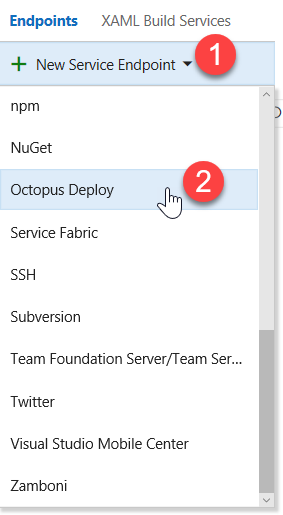 Endpoints XAML Build Services
New Service Endpoint 1
npm
NuGet
Octopus Deploy 2
Service Fabric
SSH
Subversion
Team Foundation Server/Team Ser...
Twitter
Visual Studio Mobile Center
Zamboni